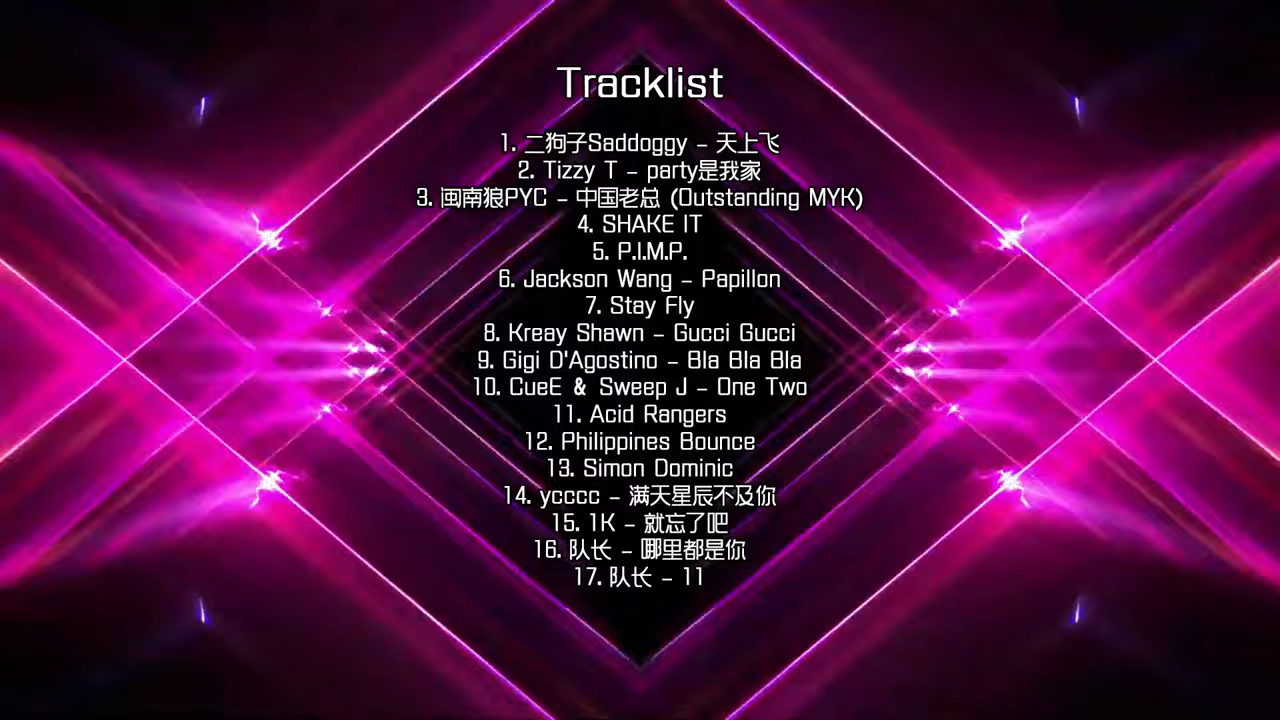 Tracklist
1. 二狗子Saddoggy - 天上飞
2. Tizzy T - party是我家
3. 闽南狼PYC - 中国老总 (Outstanding MYK)
4. SHAKE IT
5. P.I.M.P.
6. Jackson Wang - Papillon
7. Stay Fly
8. Kreay Shawn - Gucci Gucci
9. Gigi D'Agostino - Bla Bla Bla
10. CueE & Sweep J - One Two
11. Acid Rangers
12. Philippines Bounce
13. Simon Dominic
14. ycccc - 满天星辰不及你
15. 1K - 就忘了吧
16. 队长 - 哪里都是你
17. 队长 - 11